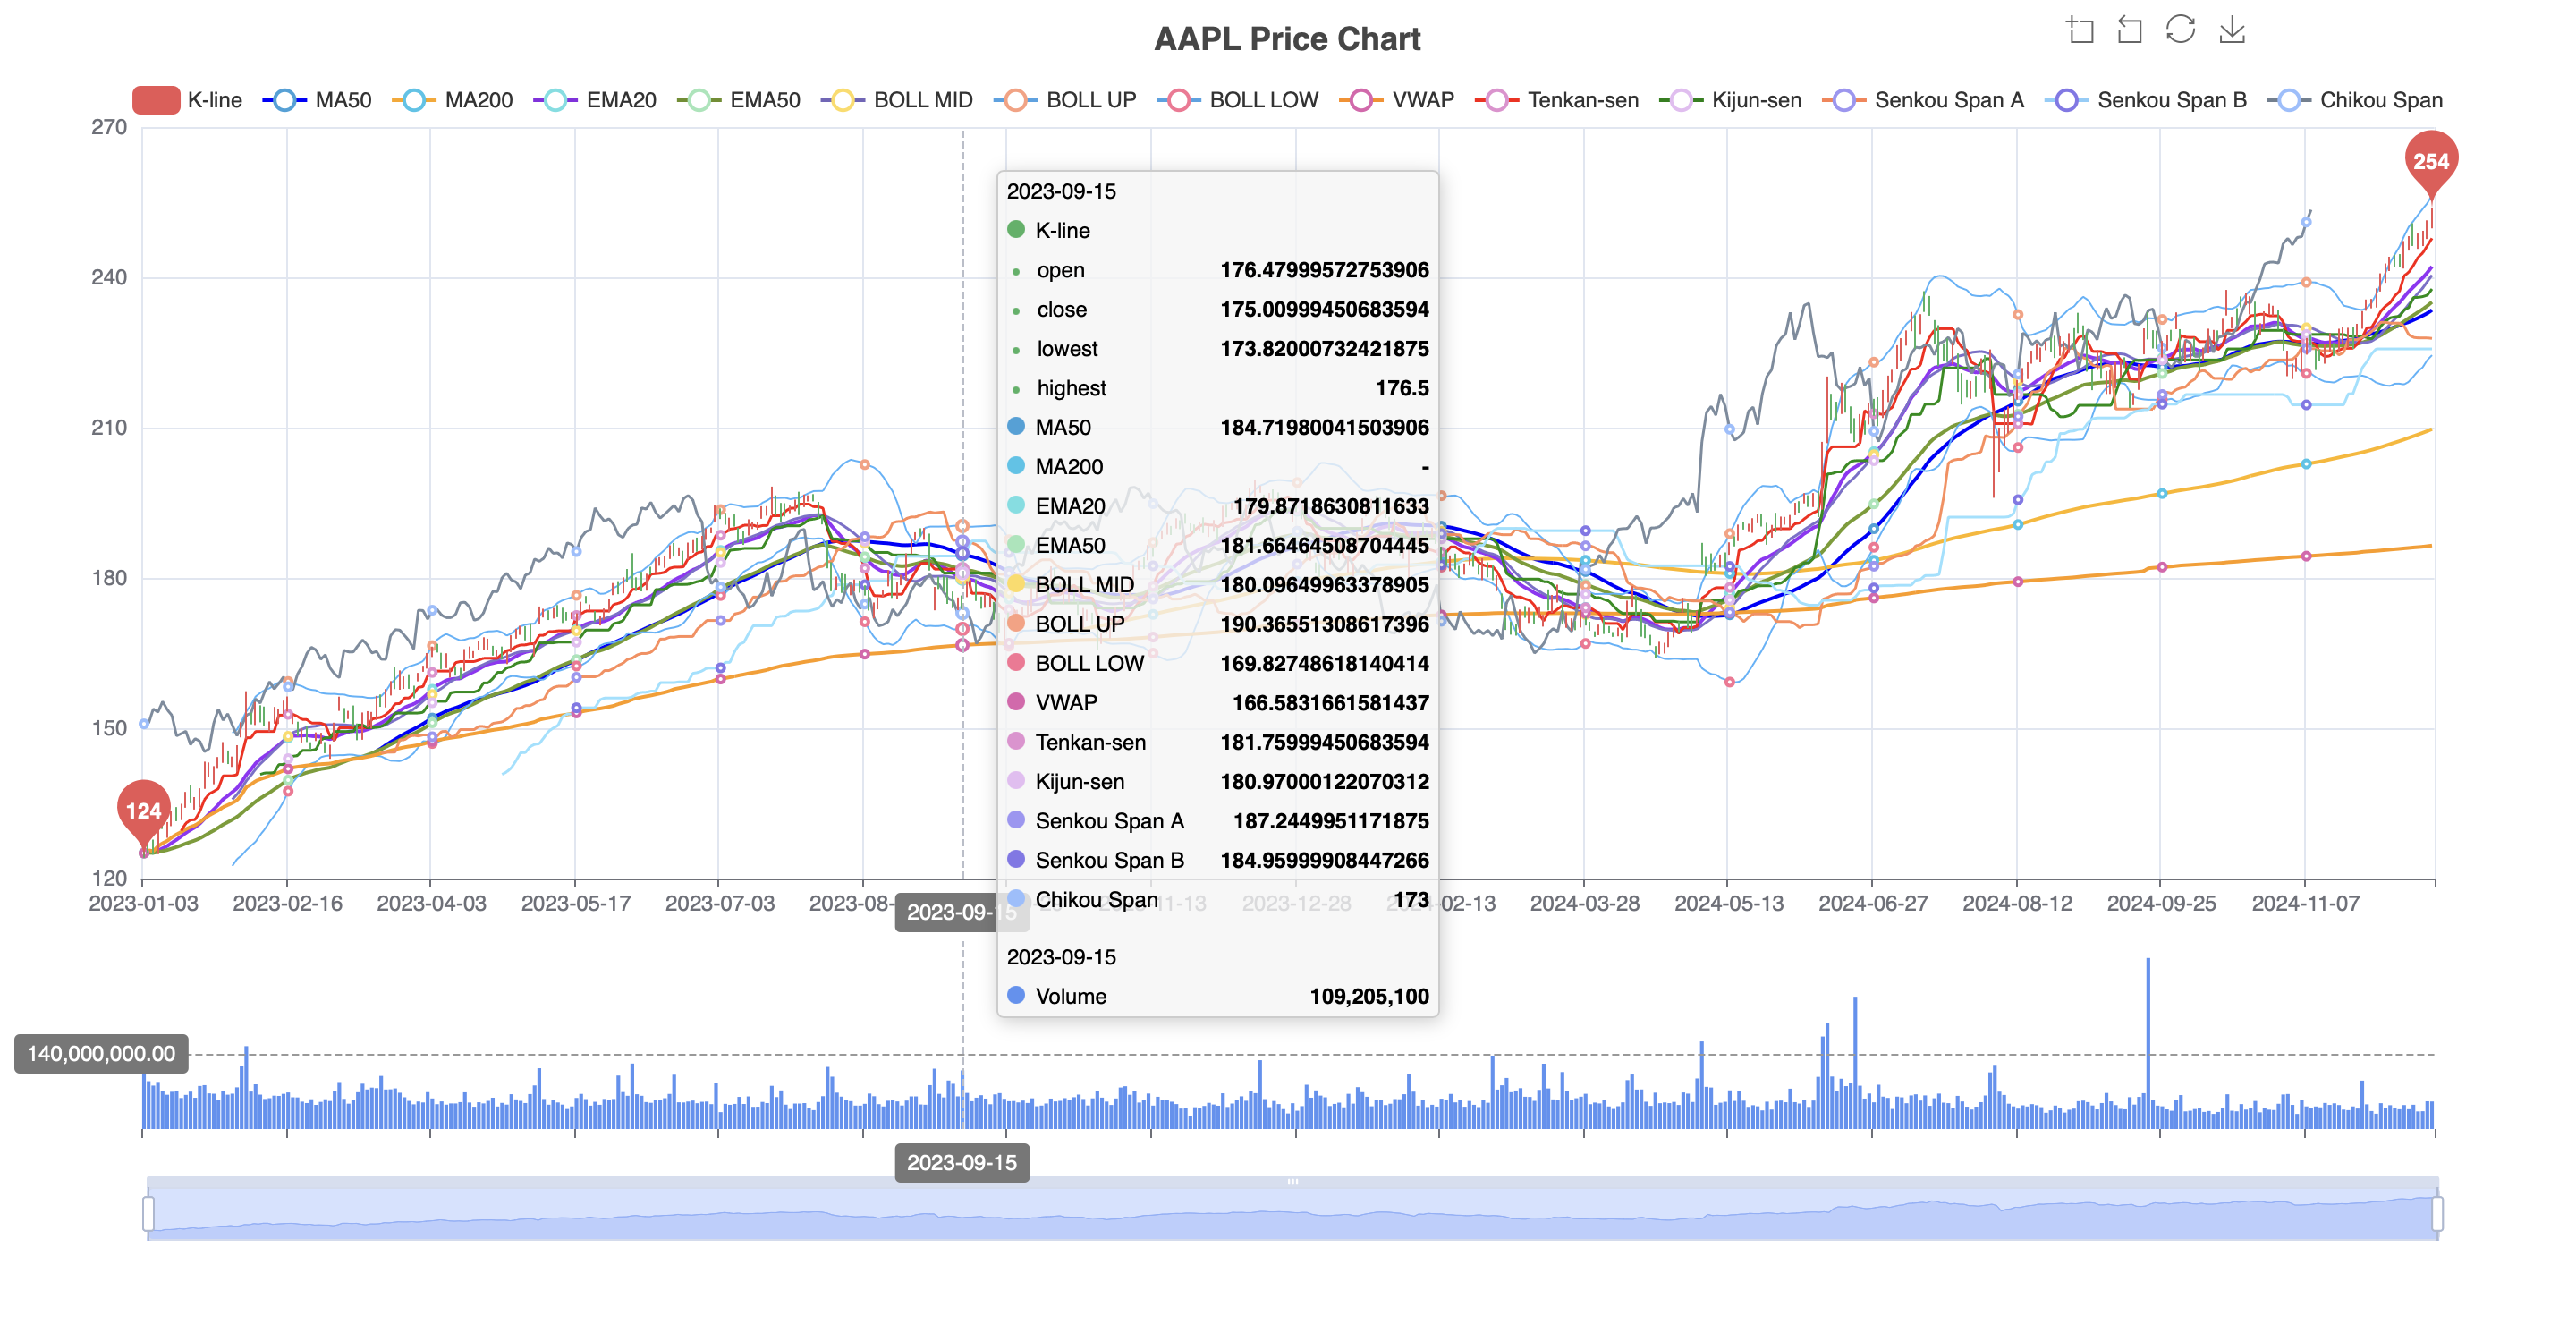 AAPL Price Chart
K-line MA50 MA200 EMA20 EMA50 BOLL MID BOLL UP BOLL LOW VWAP Tenkan-sen Kijun-sen Senkou Span A Senkou Span B Chikou Span
270
240
210
180
150
120
254
124
2023-09-15
K-line
open 176.47999572753906
close 175.00999450683594
lowest 173.82000732421875
highest 176.5
MA50 184.71980041503906
MA200 -
EMA20 179.8718630811633
EMA50 181.66464508704445
BOLL MID 180.09649963378905
BOLL UP 190.36551308617396
BOLL LOW 169.82748618140414
VWAP 166.5831661581437
Tenkan-sen 181.75999450683594
Kijun-sen 180.97000122070312
Senkou Span A 187.2449951171875
Senkou Span B 184.95999908447266
Chikou Span 173
2023-09-15
Volume 109,205,100
2023-01-03 2023-02-16 2023-04-03 2023-05-17 2023-07-03 2023-08- 2023-09-15 11-13 2023-12-28 02-13 2024-03-28 2024-05-13 2024-06-27 2024-08-12 2024-09-25 2024-11-07
140,000,000.00
2023-09-15